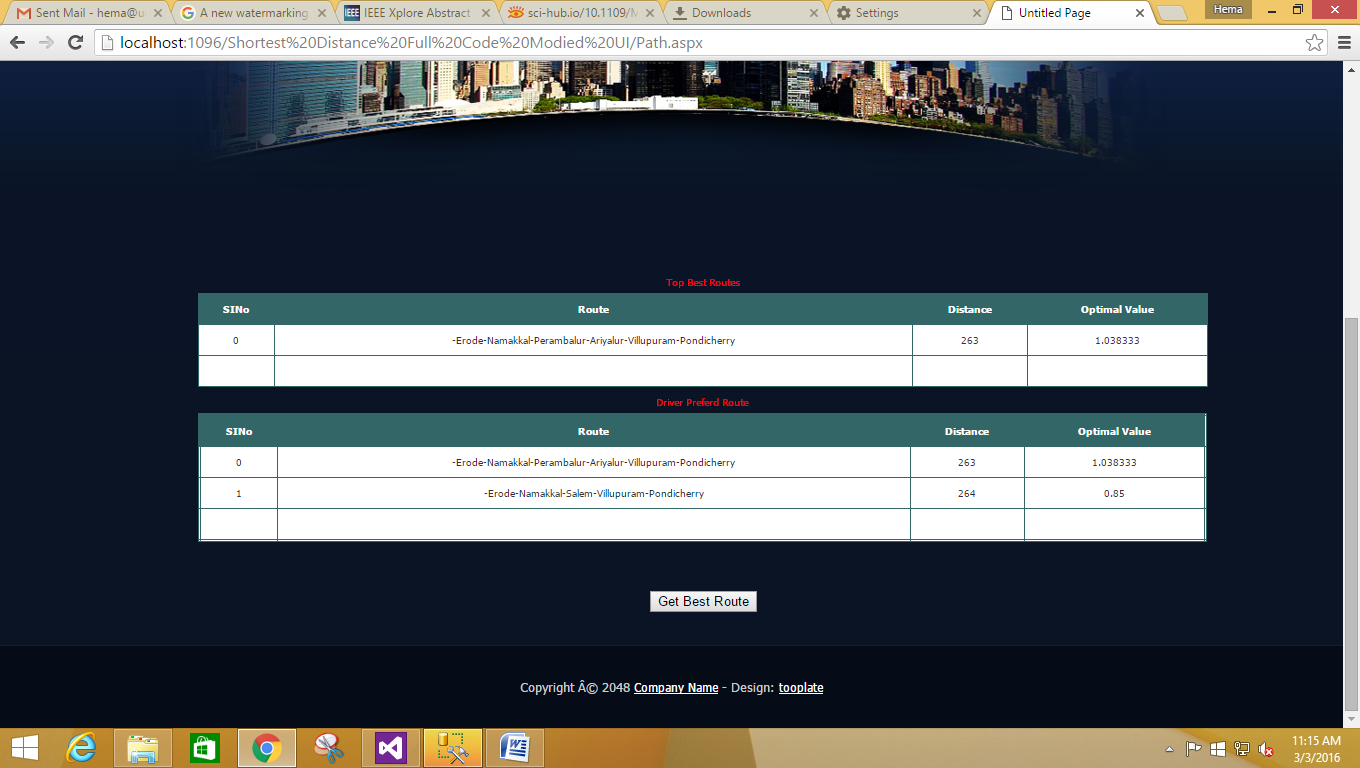 Sent Mail - hema@u
A new watermarking
IEEE IEEE Xplore Abstract
sci-hub.io/10.1109/M
Downloads
Settings
Untitled Page
Hema
localhost:1096/Shortest%20Distance%20Full%20Code%20Modied%20UI/Path.aspx
Top Best Routes
SINo Route Distance Optimal Value
0 -Erode-Namakkal-Perambalur-Ariyalur-Villupuram-Pondicherry 263 1.038333
Driver Preferd Route
SINo Route Distance Optimal Value
0 -Erode-Namakkal-Perambalur-Ariyalur-Villupuram-Pondicherry 263 1.038333
1 -Erode-Namakkal-Salem-Villupuram-Pondicherry 264 0.85
Get Best Route
Copyright Â© 2048 Company Name - Design: tooplate
11:15 AM
3/3/2016